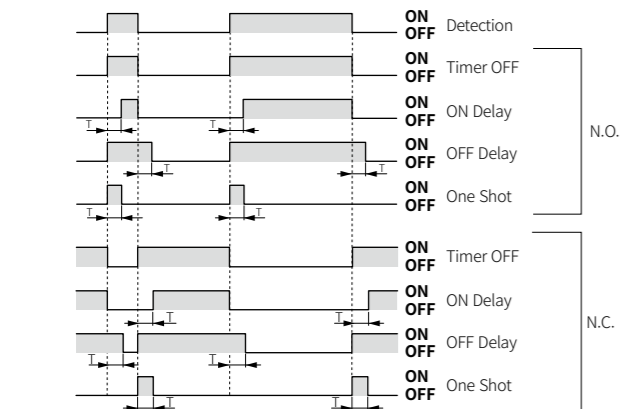 ON
OFF Detection
ON
OFF Timer OFF
ON
OFF ON Delay
T T
ON
OFF OFF Delay
T T
N.O.
ON
OFF One Shot
T T
ON
OFF Timer OFF
ON
OFF ON Delay
T T
N.C.
ON
OFF OFF Delay
T T
ON
OFF One Shot
T T